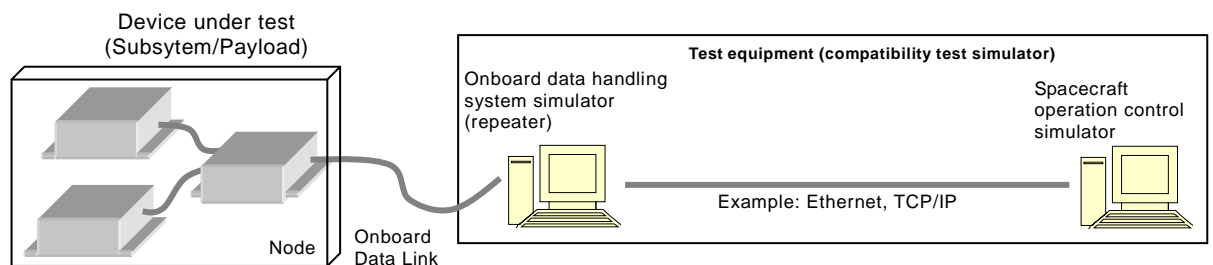 Device under test
(Subsytem/Payload)
Node
Onboard
Data Link
Test equipment (compatibility test simulator)
Onboard data handling
system simulator
(repeater)
Example: Ethernet, TCP/IP
Spacecraft
operation control
simulator